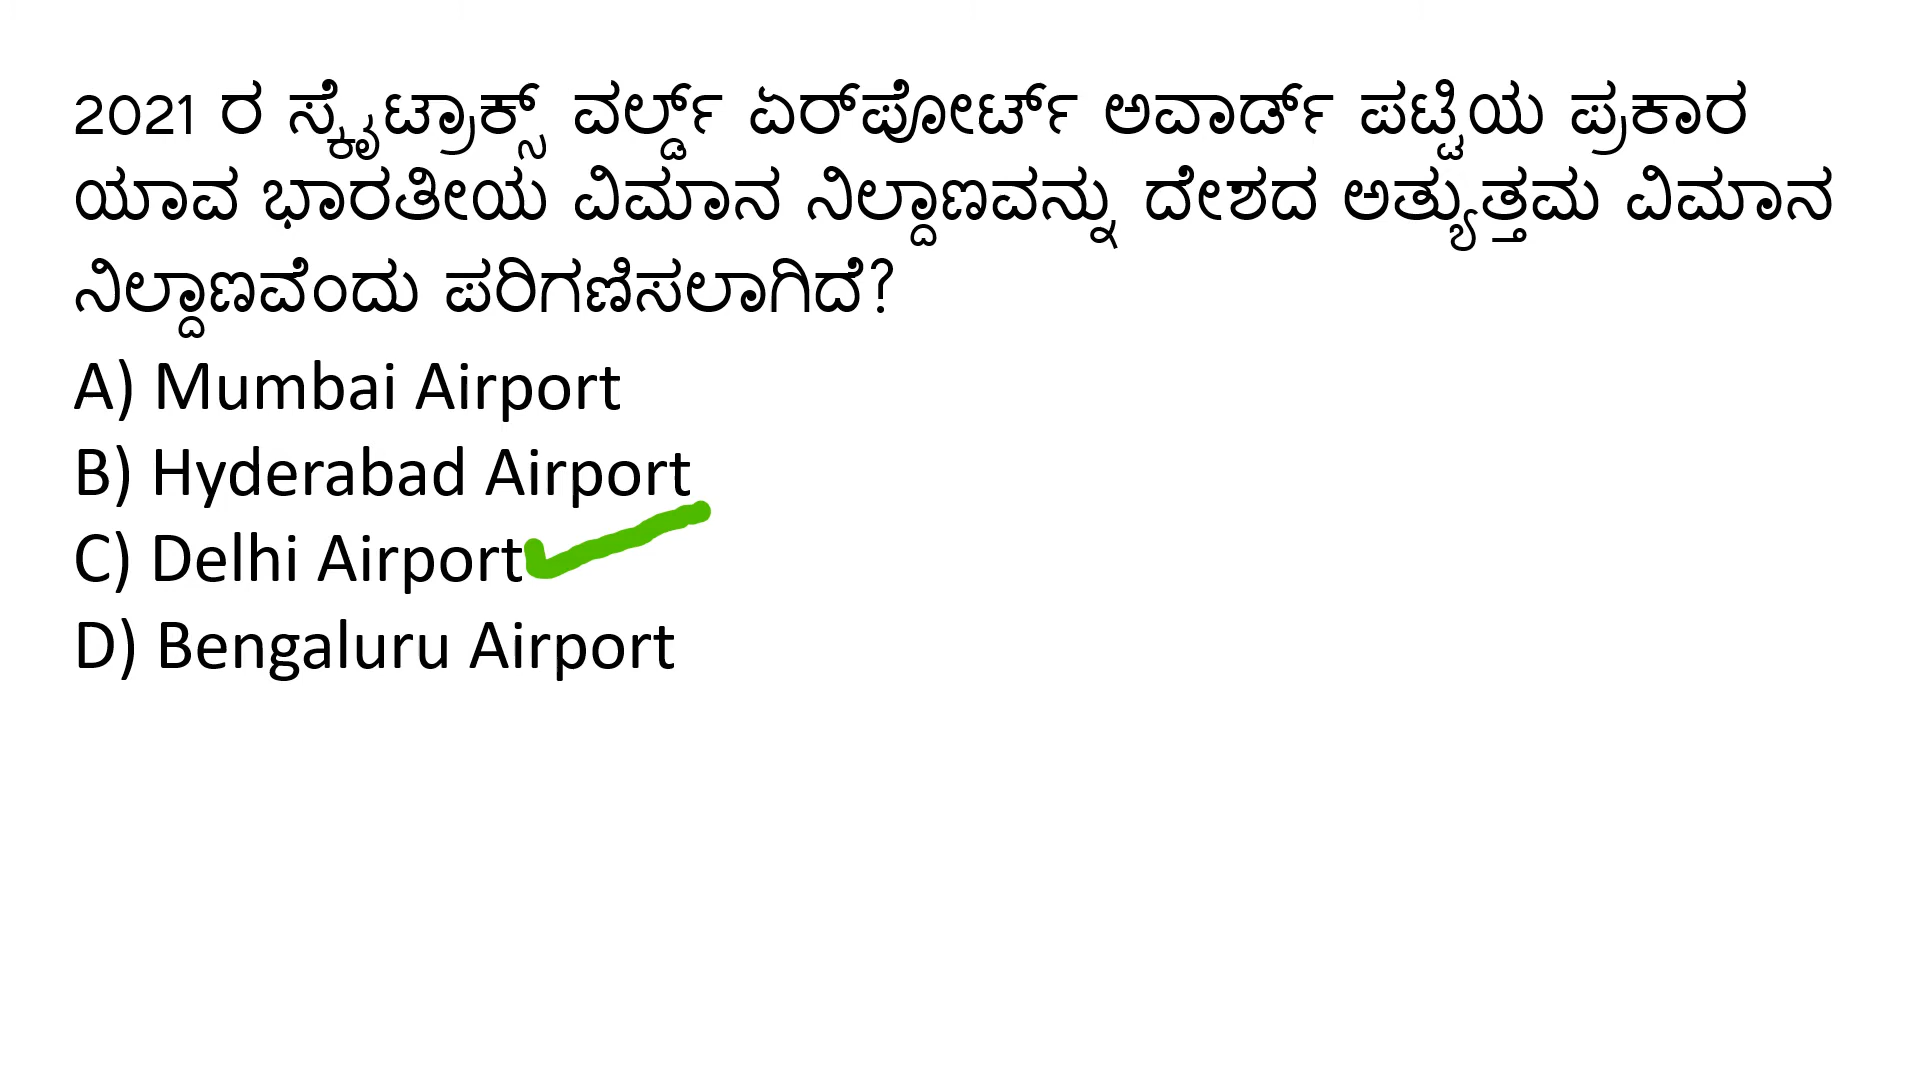 2021 ರ ಸ್ಕೈಟ್ರಾಕ್ಸ್ ವರ್ಲ್ಡ್ ಏರ್‌ಪೋರ್ಟ್ ಅವಾರ್ಡ್ ಪಟ್ಟಿಯ ಪ್ರಕಾರ
ಯಾವ ಭಾರತೀಯ ವಿಮಾನ ನಿಲ್ದಾಣವನ್ನು ದೇಶದ ಅತ್ಯುತ್ತಮ ವಿಮಾನ
ನಿಲ್ದಾಣವೆಂದು ಪರಿಗಣಿಸಲಾಗಿದೆ?
A) Mumbai Airport
B) Hyderabad Airport
C) Delhi Airport
D) Bengaluru Airport